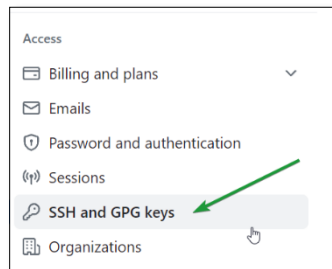 Access
Billing and plans
Emails
Password and authentication
Sessions
SSH and GPG keys
Organizations